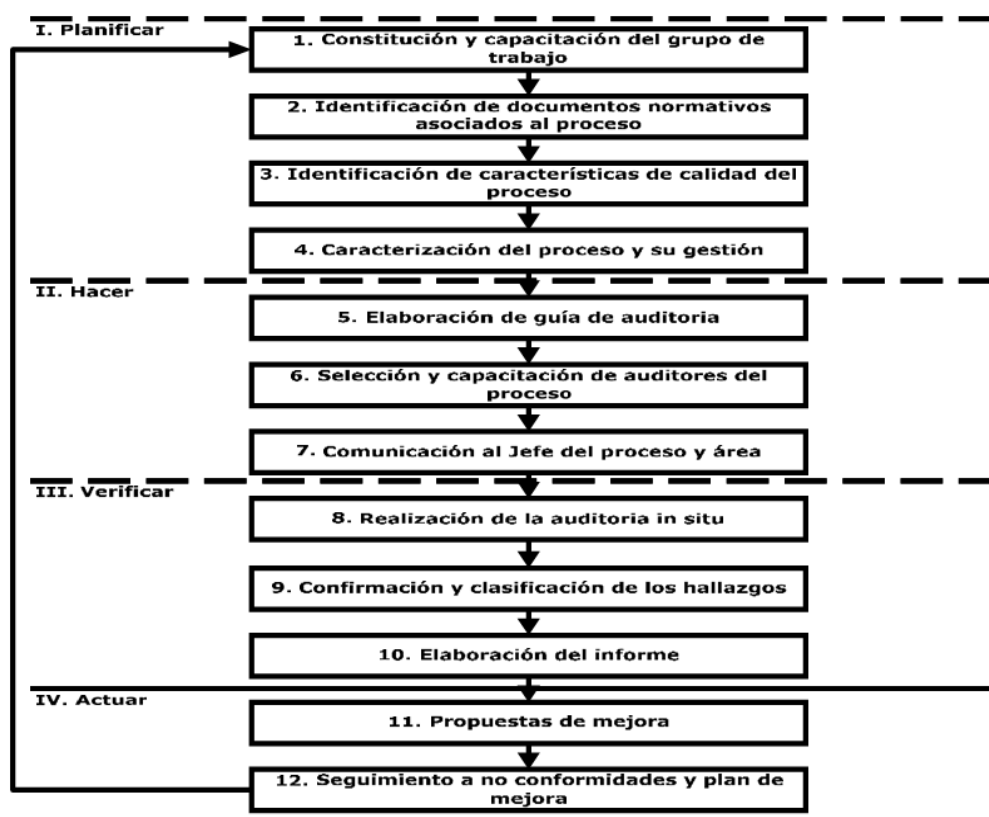 I. Planificar
1. Constitución y capacitación del grupo de
trabajo
2. Identificación de documentos normativos
asociados al proceso
3. Identificación de características de calidad del
proceso
4. Caracterización del proceso y su gestión
II. Hacer
5. Elaboración de guía de auditoria
6. Selección y capacitación de auditores del
proceso
7. Comunicación al Jefe del proceso y área
III. Verificar
8. Realización de la auditoria in situ
9. Confirmación y clasificación de los hallazgos
10. Elaboración del informe
IV. Actuar
11. Propuestas de mejora
12. Seguimiento a no conformidades y plan de
mejora